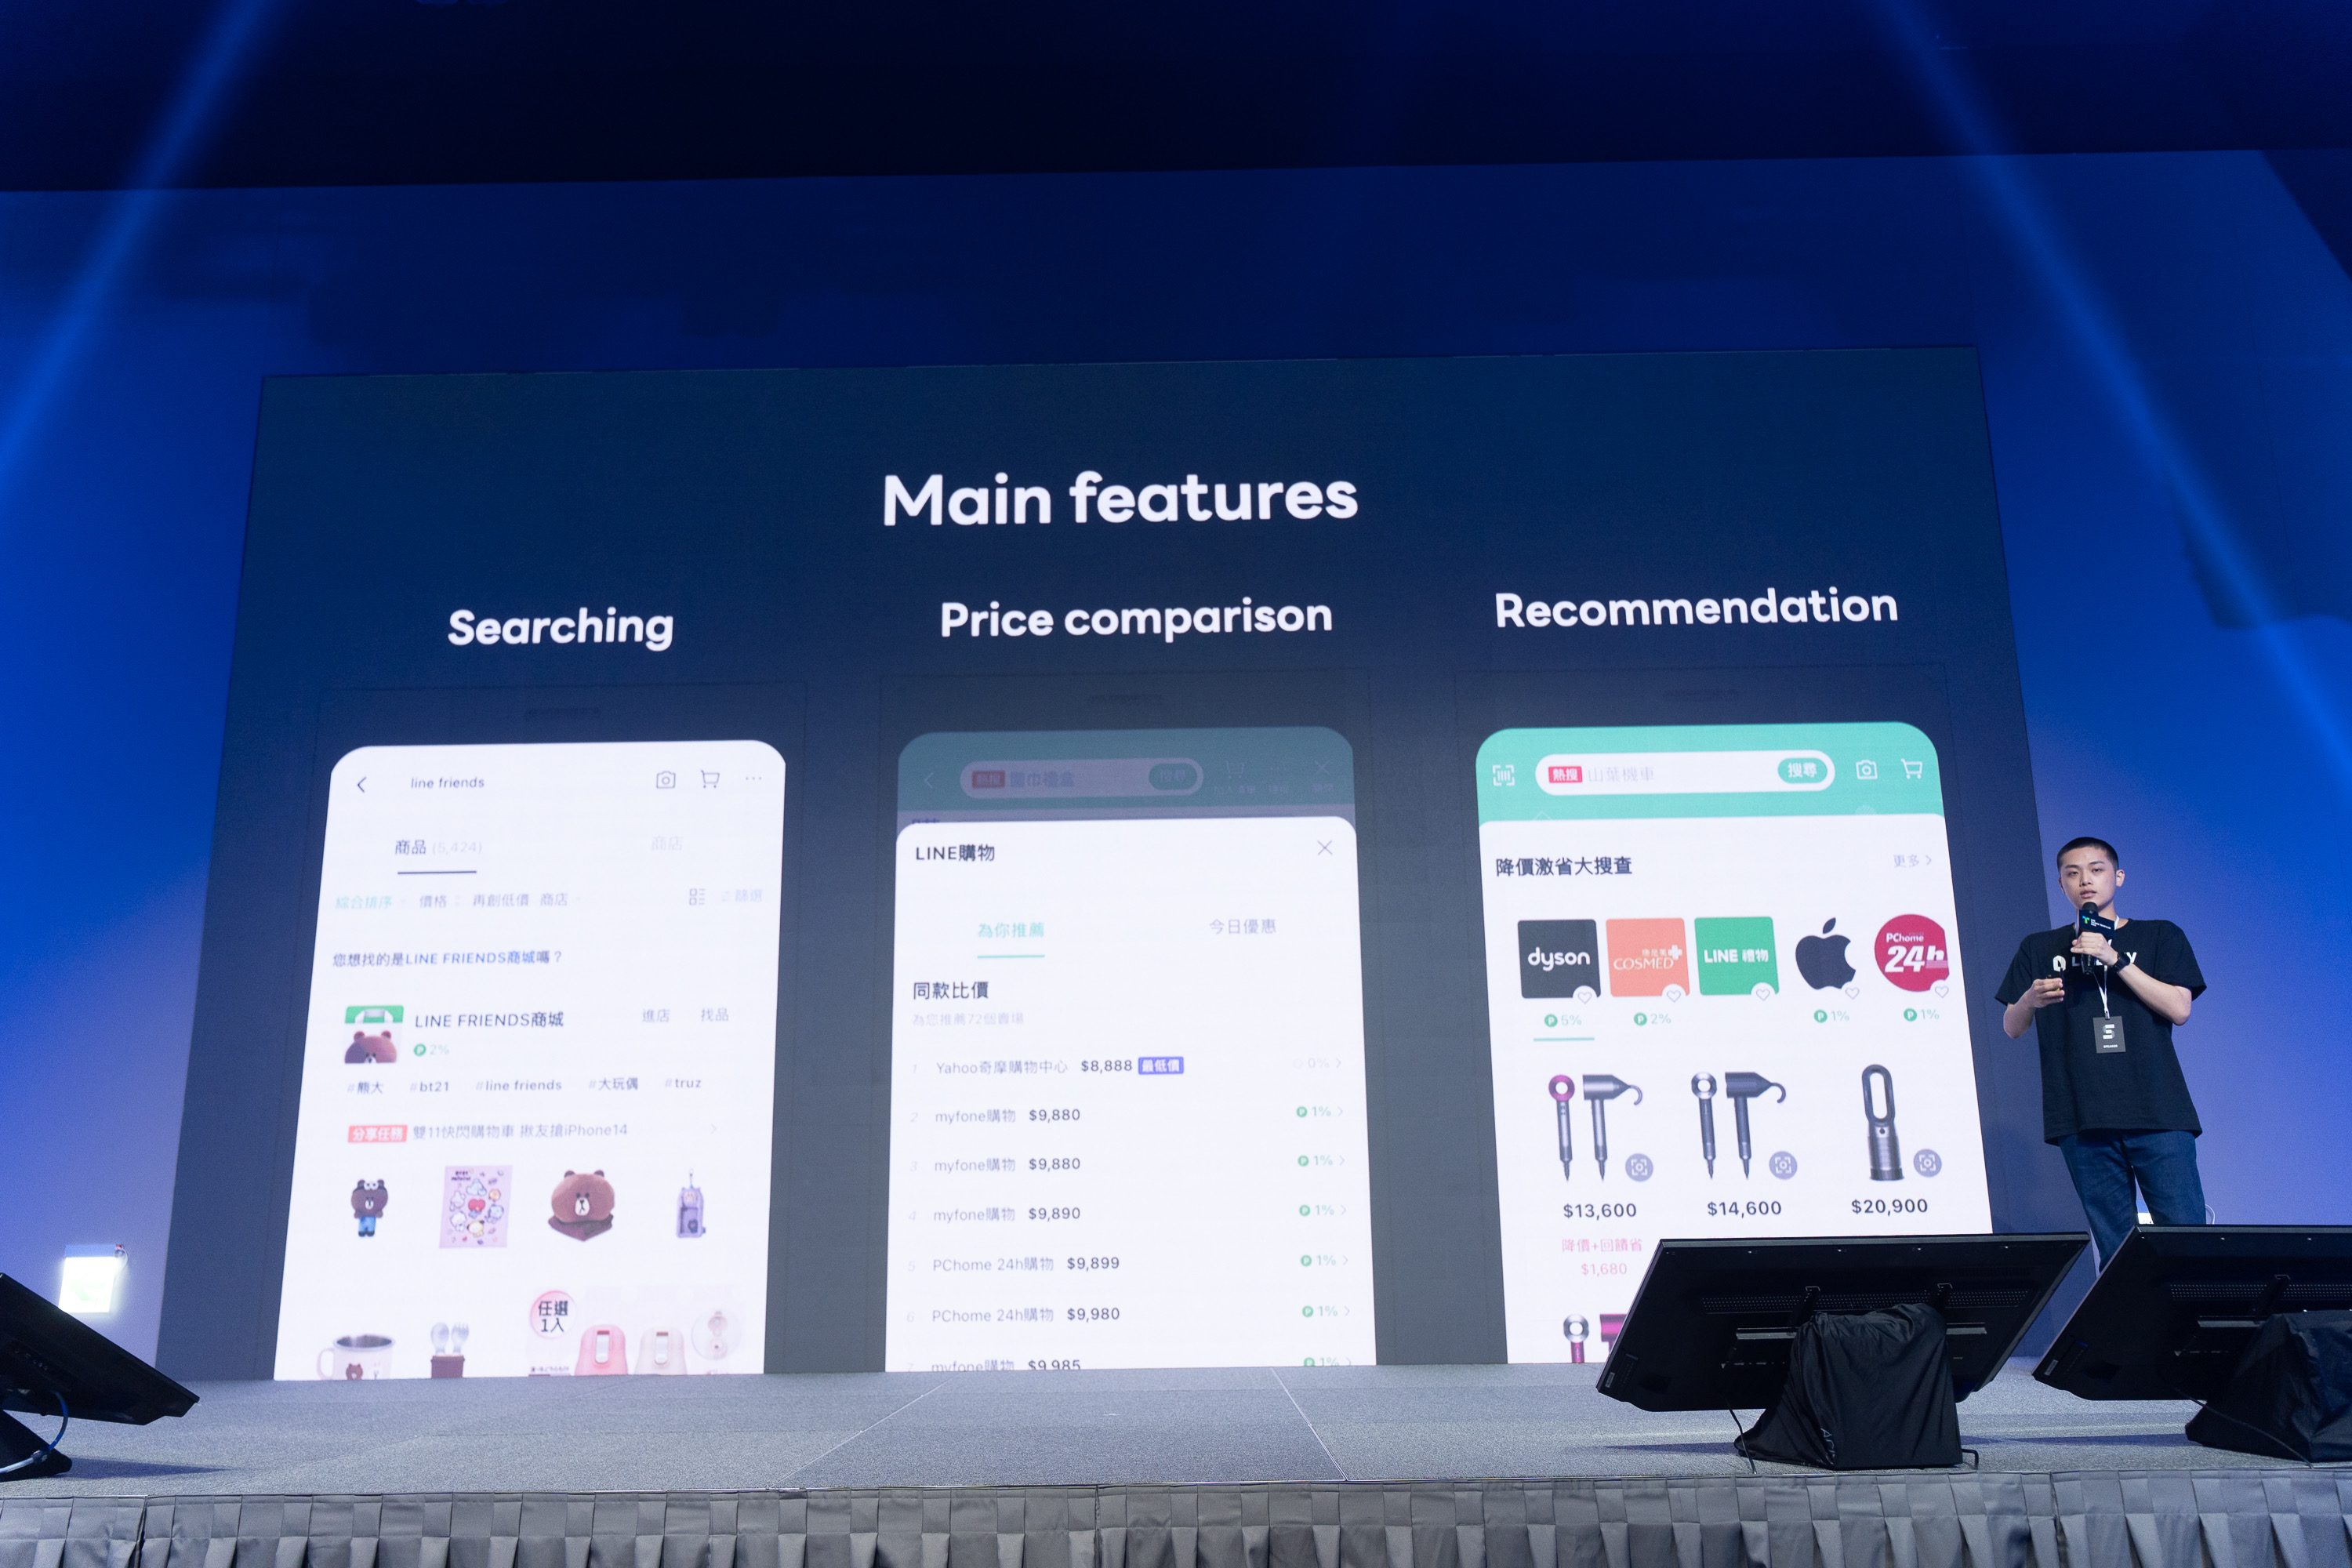 Main features
Searching
Price comparison
Recommendation
line friends
商品 (5,424)
商店
綜合排序 價格 再創低價 商店 篩選
您想找的是LINE FRIENDS商城嗎？
LINE FRIENDS商城
進店 找品
P 2%
#熊大 #bt21 #line friends #大玩偶 #truz
分享任務 雙11快閃購物車 揪友搶iPhone14
任選
1入
熱搜 圍巾禮盒 搜尋
LINE購物
為你推薦
今日優惠
同款比價
為您推薦72個賣場
1 Yahoo奇摩購物中心 $8,888 最低價 0%
2 myfone購物 $9,880 P 1%
3 myfone購物 $9,880 P 1%
4 myfone購物 $9,890 P 1%
5 PChome 24h購物 $9,899 P 1%
6 PChome 24h購物 $9,980 P 1%
7 myfone購物 $9,985 P 1%
熱搜 山葉機車 搜尋
降價激省大搜查
更多
dyson
COSMED
LINE 禮物
PChome
24h
P 5%
P 2%
P 1%
P 1%
$13,600
$14,600
$20,900
降價+回饋省
$1,680